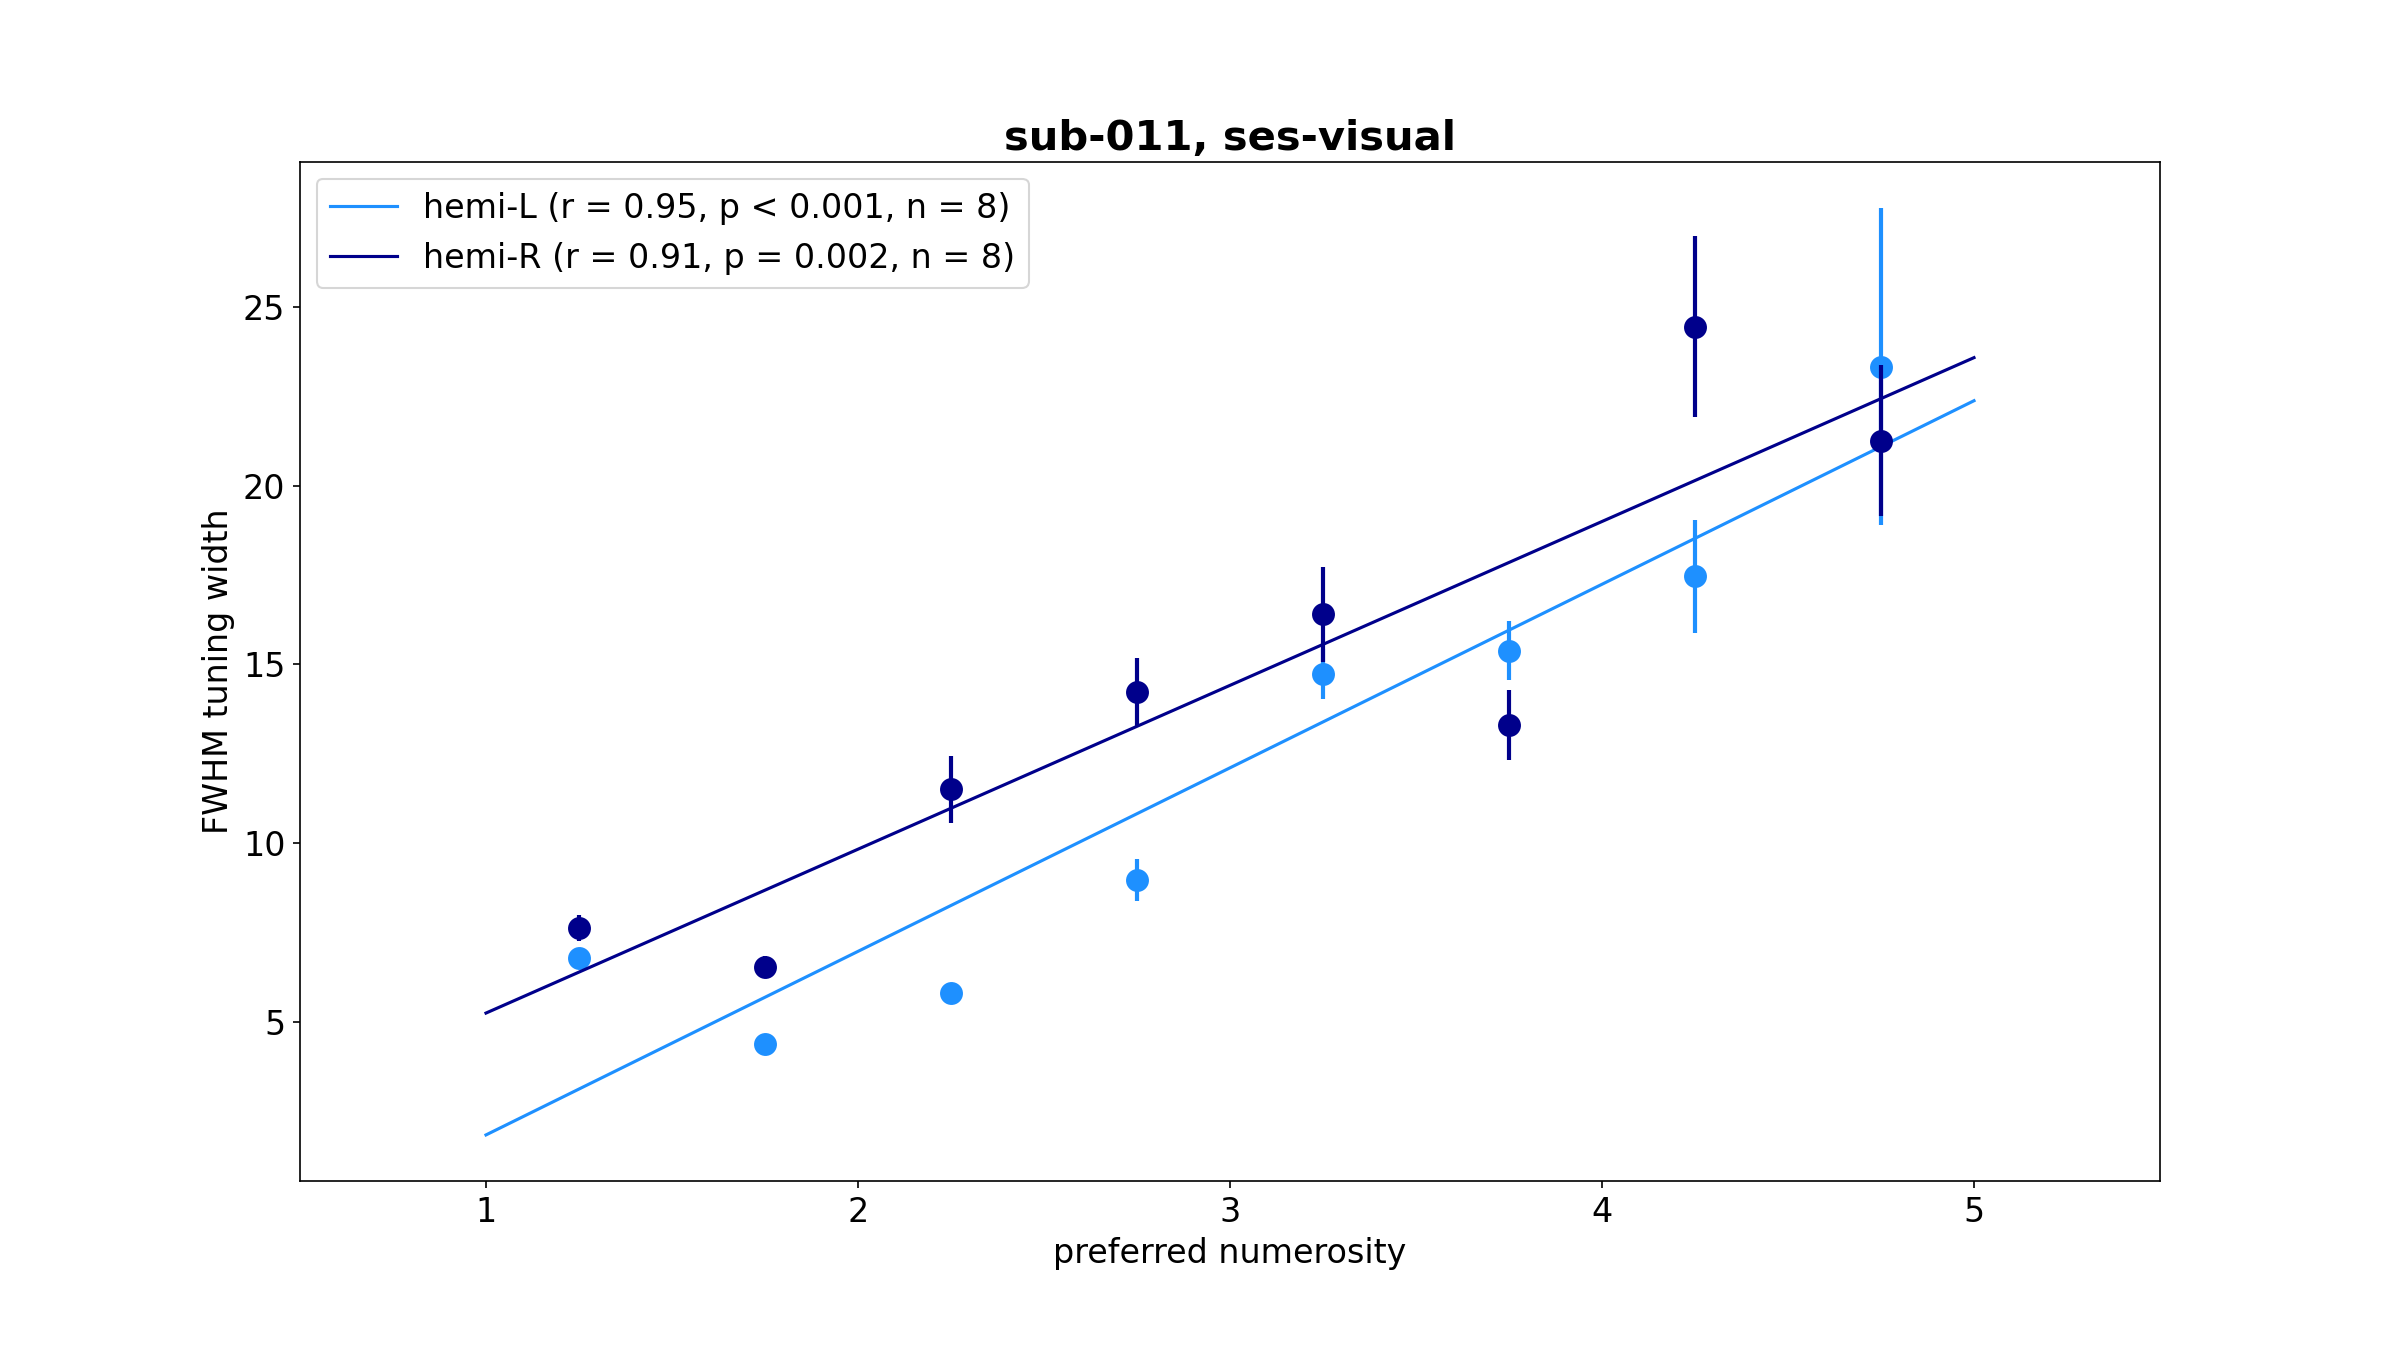 sub-011, ses-visual
hemi-L (r = 0.95, p < 0.001, n = 8)
hemi-R (r = 0.91, p = 0.002, n = 8)
25
20
15
10
5
FWHM tuning width
1 2 3 4 5
preferred numerosity